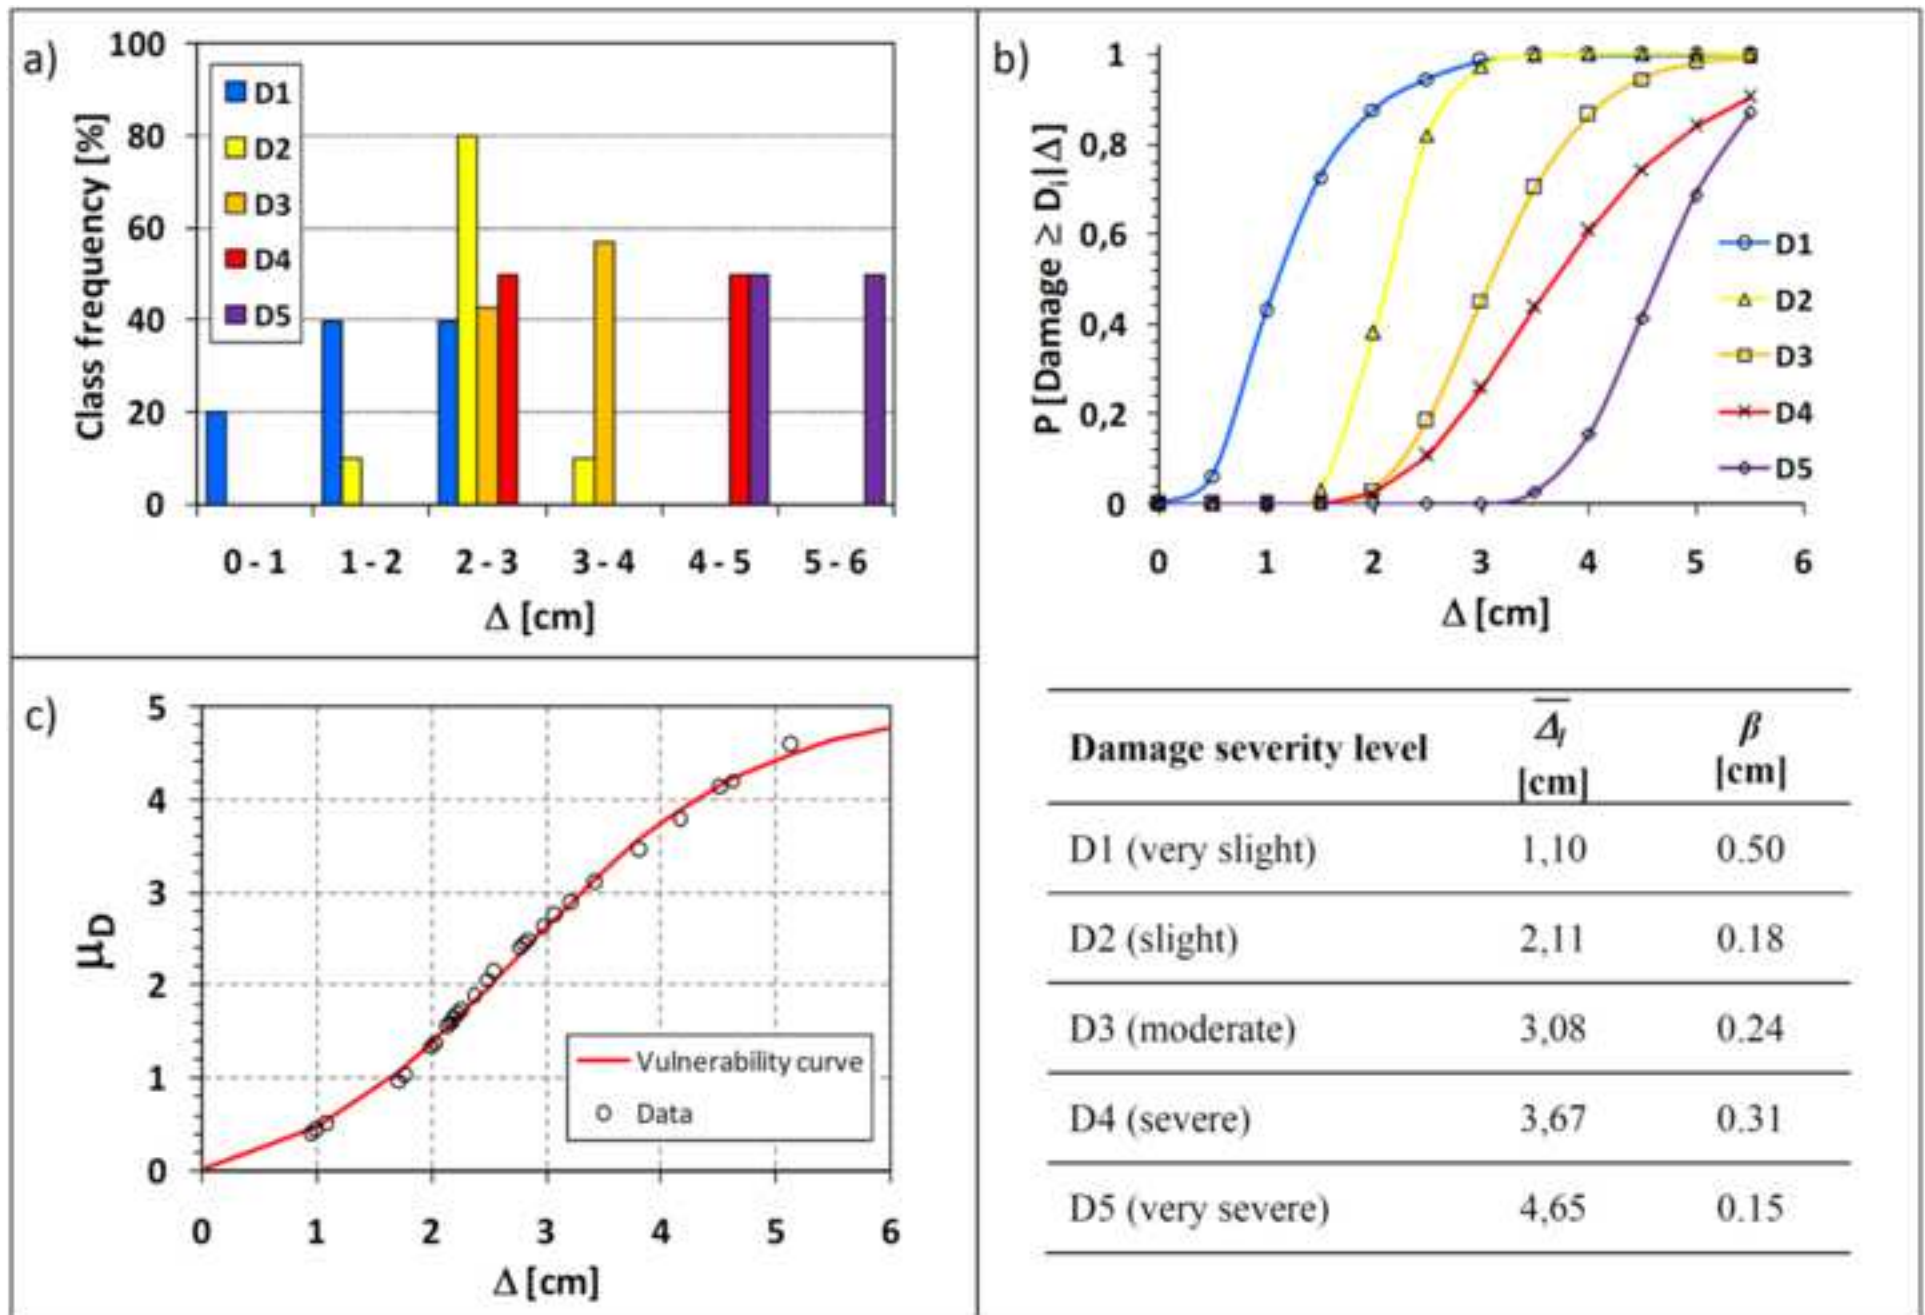 a)
Class frequency [%]
100
80
60
40
20
0
D1
D2
D3
D4
D5
0 - 1 1 - 2 2 - 3 3 - 4 4 - 5 5 - 6
Δ [cm]
b)
P [Damage ≥ Di|Δ]
1
0,8
0,6
0,4
0,2
0
D1
D2
D3
D4
D5
0 1 2 3 4 5 6
Δ [cm]
c)
μD
5
4
3
2
1
0
Vulnerability curve
Data
0 1 2 3 4 5 6
Δ [cm]
Damage severity level Δi [cm] β [cm]
D1 (very slight) 1,10 0.50
D2 (slight) 2,11 0.18
D3 (moderate) 3,08 0.24
D4 (severe) 3,67 0.31
D5 (very severe) 4,65 0.15